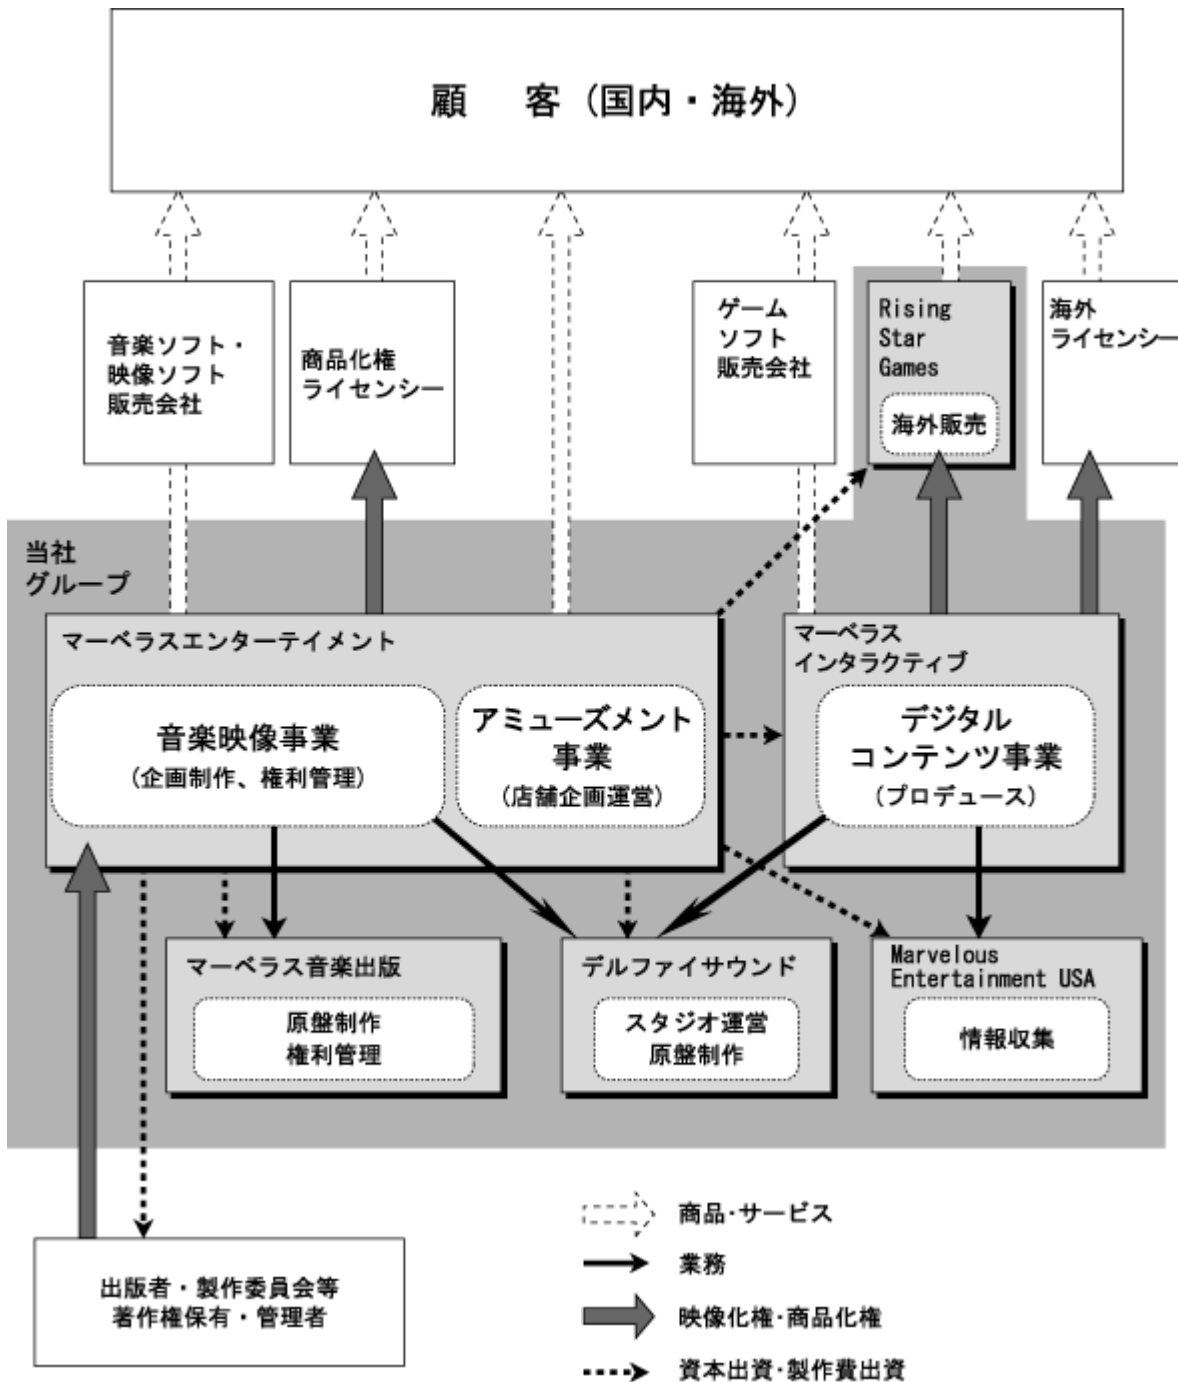 顧　客（国内・海外）
音楽ソフト・
映像ソフト
販売会社
商品化権
ライセンシー
ゲーム
ソフト
販売会社
Rising
Star
Games
海外販売
海外
ライセンシー
当社
グループ
マーベラスエンターテイメント
音楽映像事業
（企画制作、権利管理）
アミューズメント
事業
（店舗企画運営）
マーベラス
インタラクティブ
デジタル
コンテンツ事業
（プロデュース）
マーベラス音楽出版
原盤制作
権利管理
デルファイサウンド
スタジオ運営
原盤制作
Marvelous
Entertainment USA
情報収集
出版者・製作委員会等
著作権保有・管理者
商品・サービス
業務
映像化権・商品化権
資本出資・製作費出資